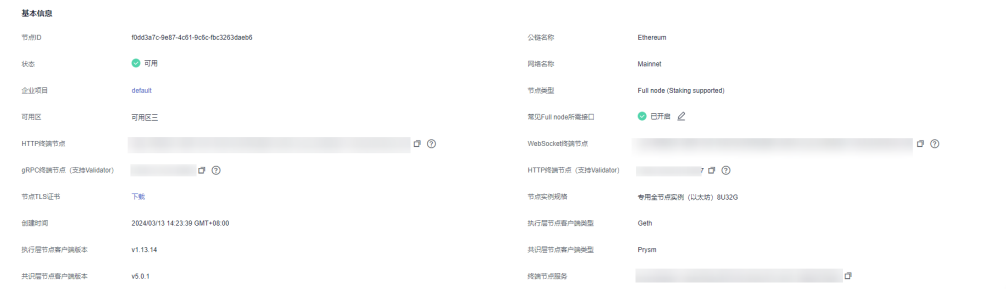 基本信息
节点ID f0dd3a7c-9e87-4c61-9c6c-fbc3263daeb6 公链名称 Ethereum
状态 可用 网络名称 Mainnet
企业项目 default 节点类型 Full node (Staking supported)
可用区 可用区三 常见Full node所需接口 已开启
HTTP终端节点 WebSocket终端节点
gRPC终端节点（支持Validator） HTTP终端节点（支持Validator）
节点TLS证书 下载 节点实例规格 专用全节点实例（以太坊）8U32G
创建时间 2024/03/13 14:23:39 GMT+08:00 执行层节点客户端类型 Geth
执行层节点客户端版本 v1.13.14 共识层节点客户端类型 Prysm
共识层节点客户端版本 v5.0.1 终端节点服务